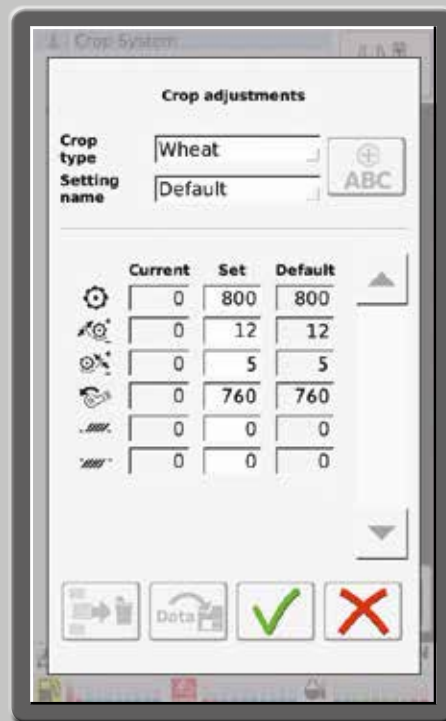 Crop System
Crop adjustments
Crop type Wheat
Setting name Default
ABC
Current Set Default
0 800 800
0 12 12
0 5 5
0 760 760
0 0 0
0 0 0
Data